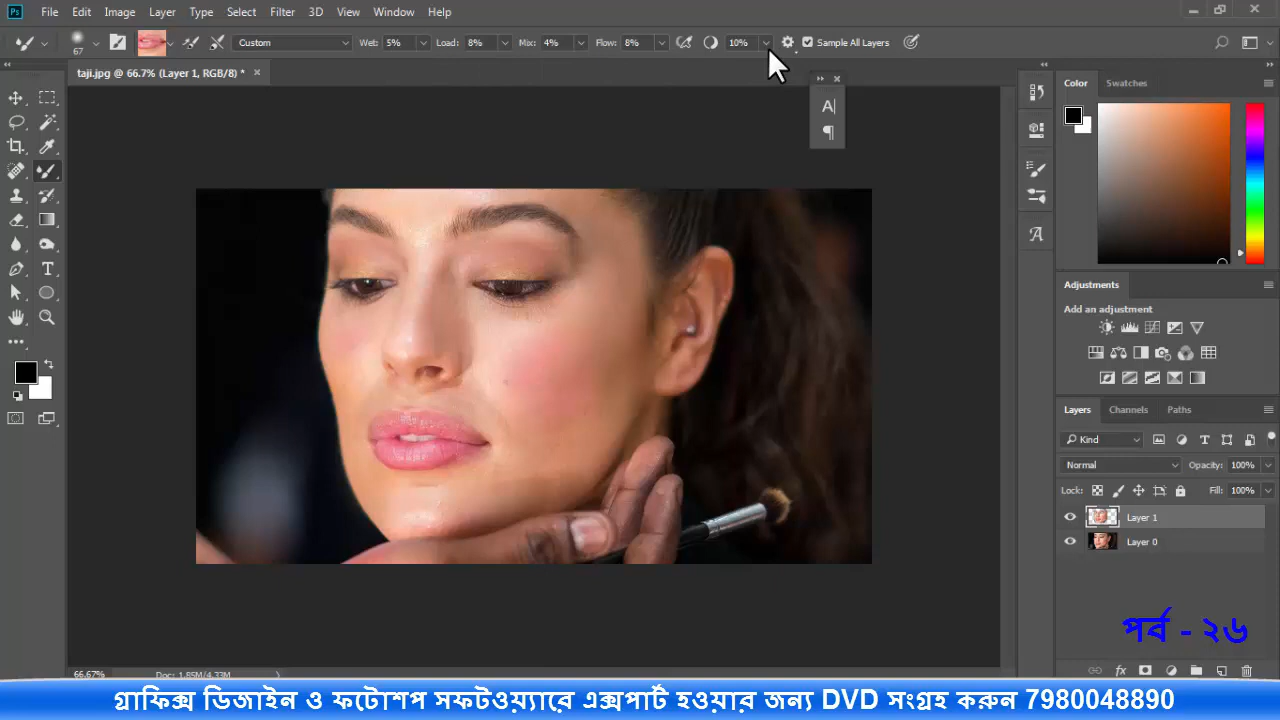 Ps File Edit Image Layer Type Select Filter 3D View Window Help
67 Custom Wet: 5% Load: 8% Mix: 4% Flow: 8% 10% Sample All Layers
taji.jpg @ 66.7% (Layer 1, RGB/8) * ×
Color Swatches
Adjustments
Add an adjustment
Layers Channels Paths
Kind
Normal Opacity: 100%
Lock: Fill: 100%
Layer 1
Layer 0
পর্ব - ২৬
66.67% Doc: 1.85M/4.33M
গ্রাফিক্স ডিজাইন ও ফটোশপ সফটওয়্যারে এক্সপার্ট হওয়ার জন্য DVD সংগ্রহ করুন 7980048890